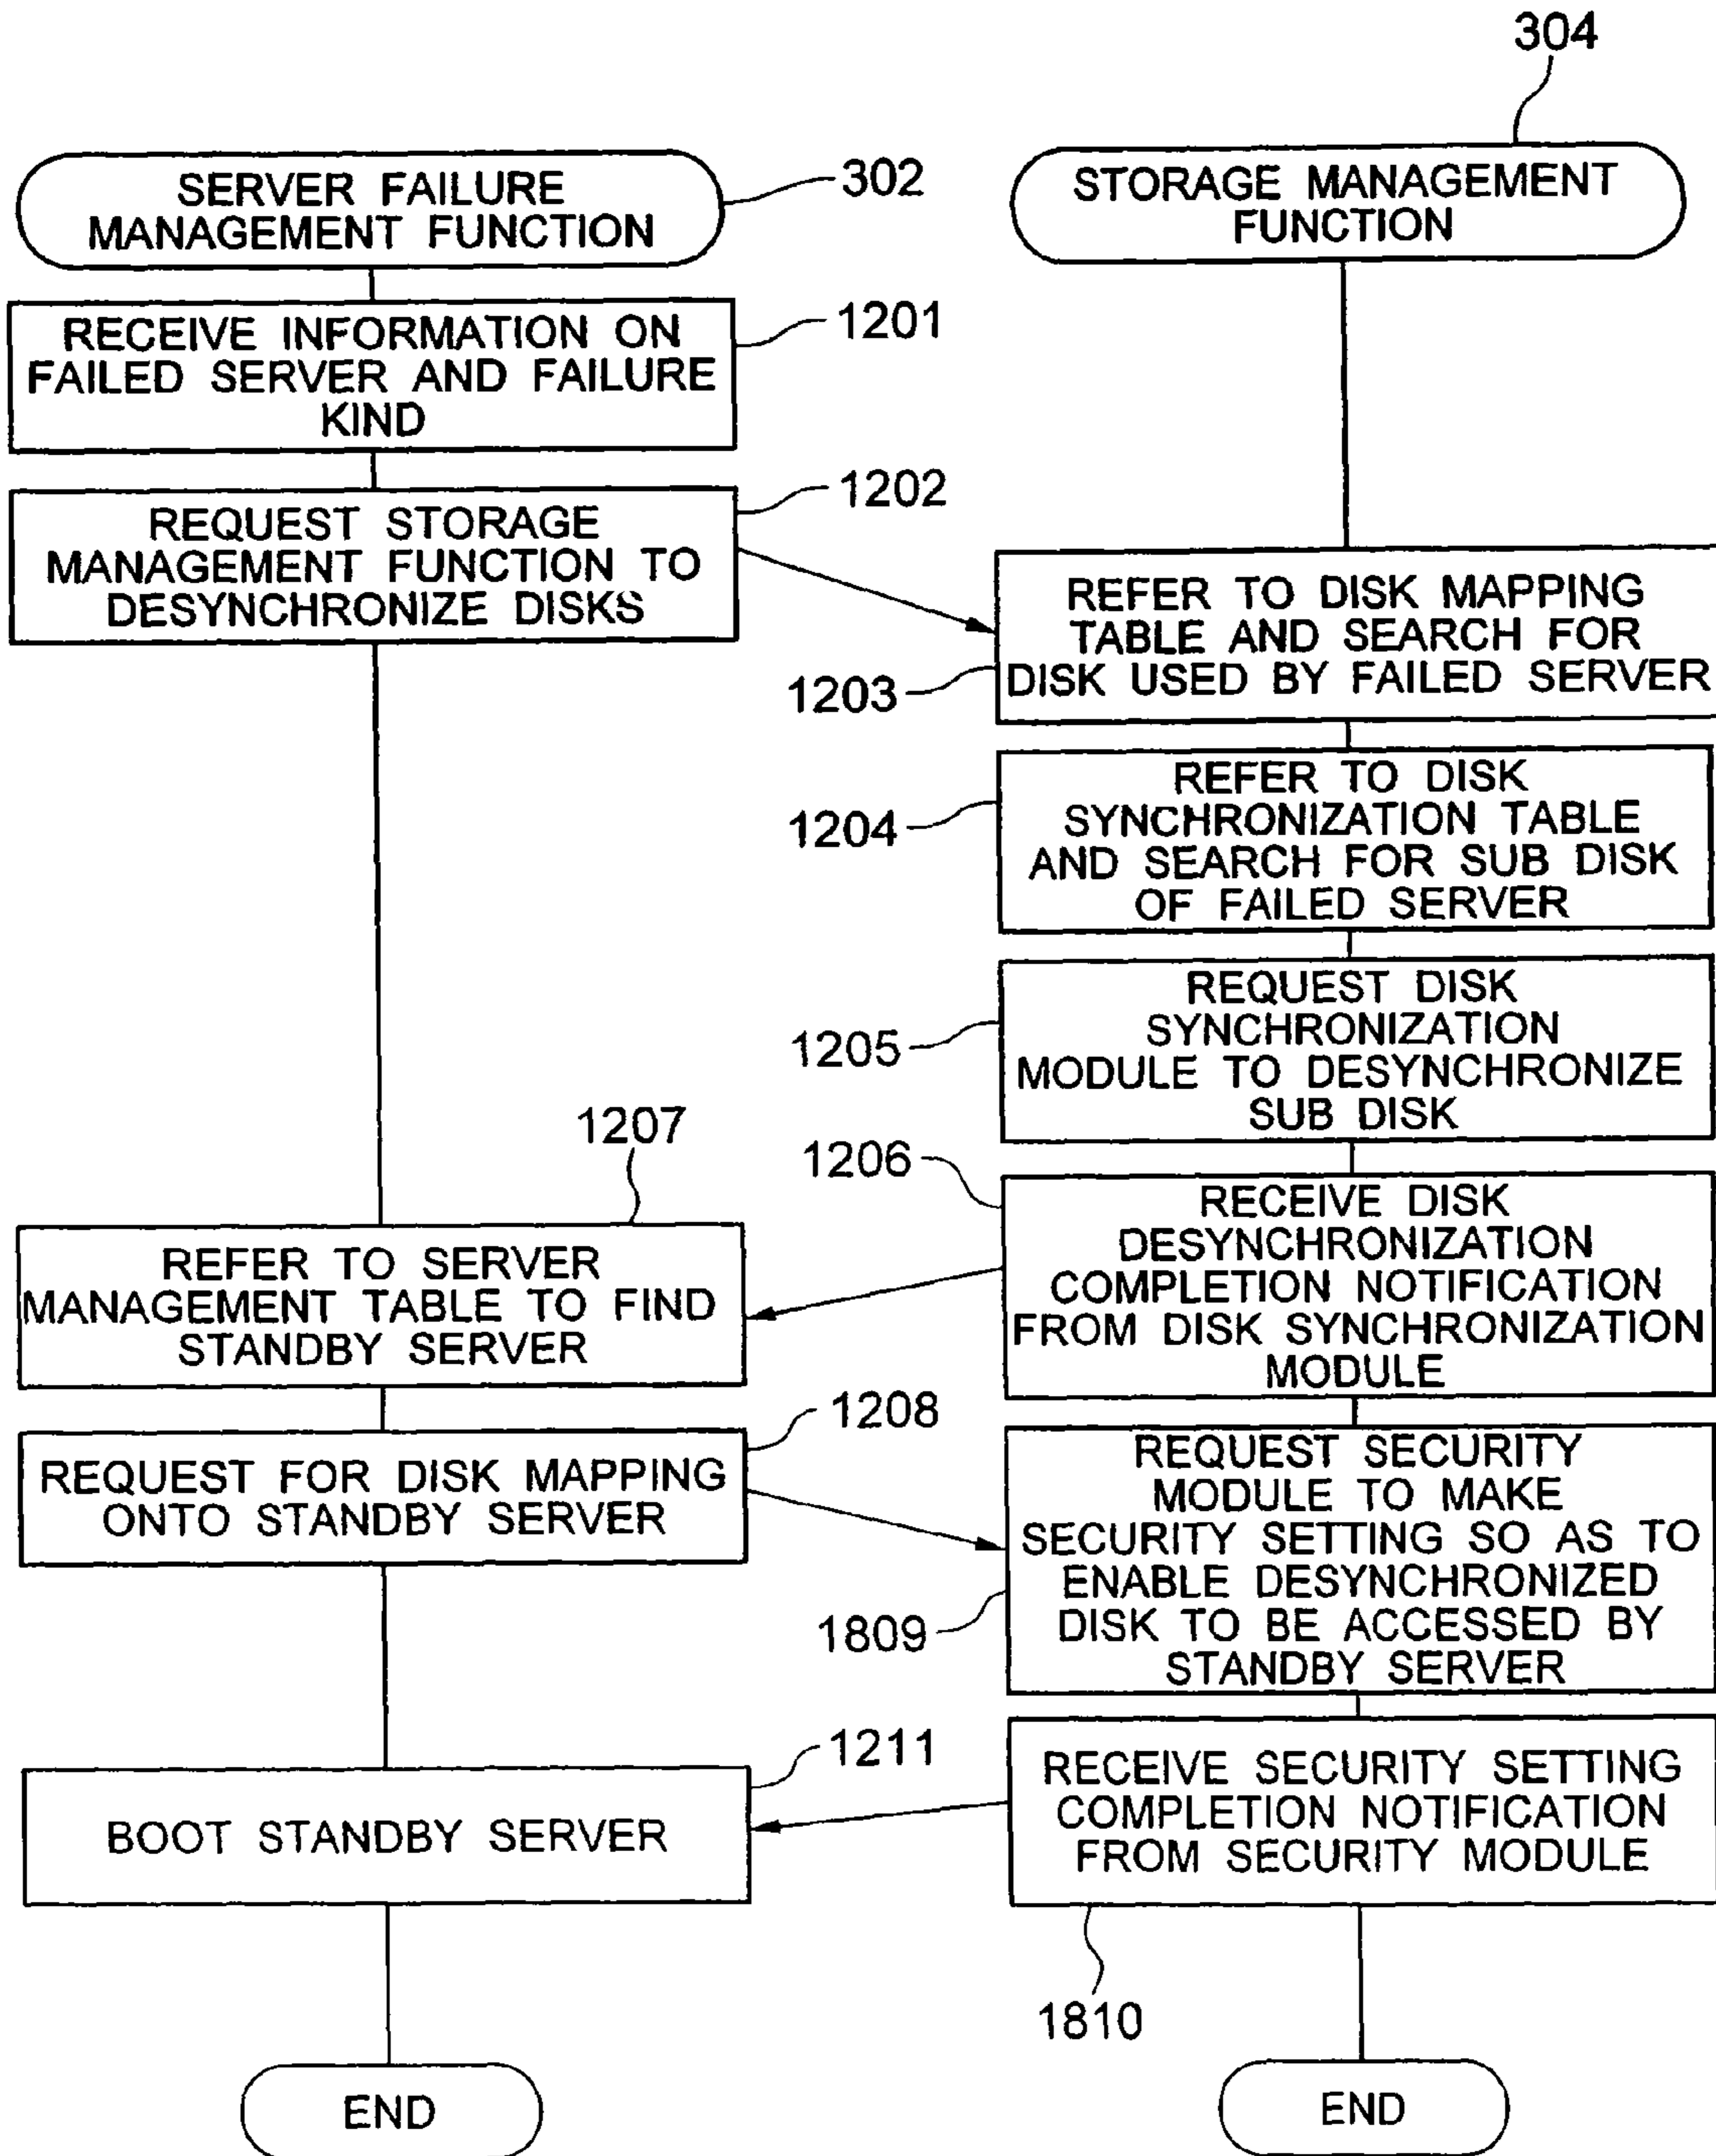 304
SERVER FAILURE
MANAGEMENT FUNCTION
302
STORAGE MANAGEMENT
FUNCTION
RECEIVE INFORMATION ON
FAILED SERVER AND FAILURE
KIND
1201
REQUEST STORAGE
MANAGEMENT FUNCTION TO
DESYNCHRONIZE DISKS
1202
REFER TO DISK MAPPING
TABLE AND SEARCH FOR
DISK USED BY FAILED SERVER
1203
REFER TO DISK
SYNCHRONIZATION TABLE
AND SEARCH FOR SUB DISK
OF FAILED SERVER
1204
REQUEST DISK
SYNCHRONIZATION
MODULE TO DESYNCHRONIZE
SUB DISK
1205
1206
RECEIVE DISK
DESYNCHRONIZATION
COMPLETION NOTIFICATION
FROM DISK SYNCHRONIZATION
MODULE
1207
REFER TO SERVER
MANAGEMENT TABLE TO FIND
STANDBY SERVER
1208
REQUEST FOR DISK MAPPING
ONTO STANDBY SERVER
REQUEST SECURITY
MODULE TO MAKE
SECURITY SETTING SO AS TO
ENABLE DESYNCHRONIZED
DISK TO BE ACCESSED BY
STANDBY SERVER
1809
1211
BOOT STANDBY SERVER
RECEIVE SECURITY SETTING
COMPLETION NOTIFICATION
FROM SECURITY MODULE
1810
END
END